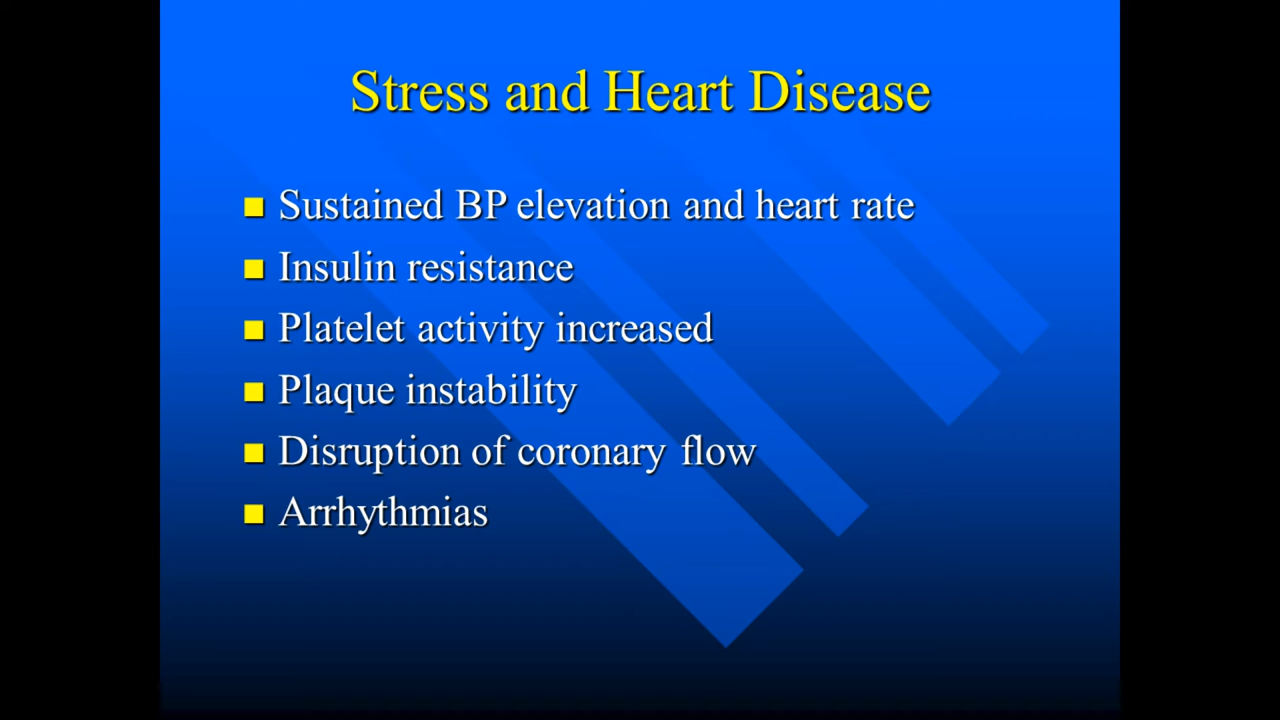 Stress and Heart Disease
Sustained BP elevation and heart rate
Insulin resistance
Platelet activity increased
Plaque instability
Disruption of coronary flow
Arrhythmias